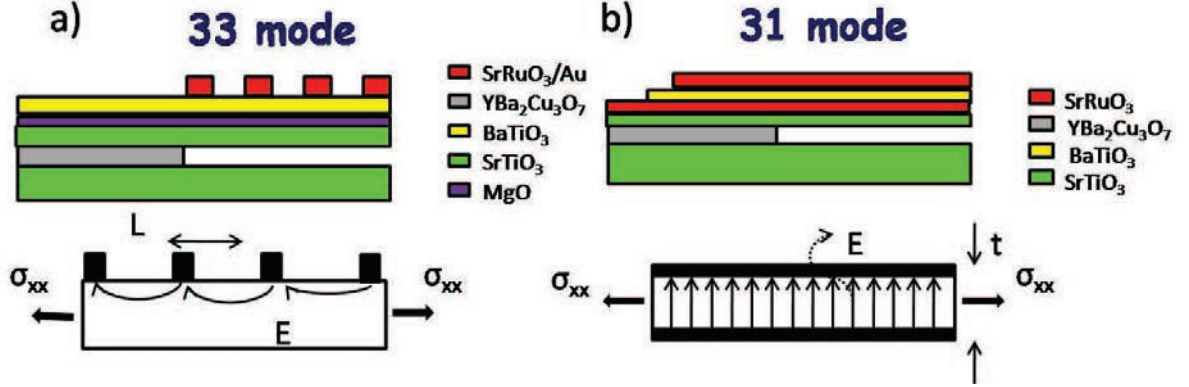 a)
33 mode
SrRuO₃/Au
YBa₂Cu₃O₇
BaTiO₃
SrTiO₃
MgO
L
σxx
σxx
E
b)
31 mode
SrRuO₃
YBa₂Cu₃O₇
BaTiO₃
SrTiO₃
E
t
σxx
σxx